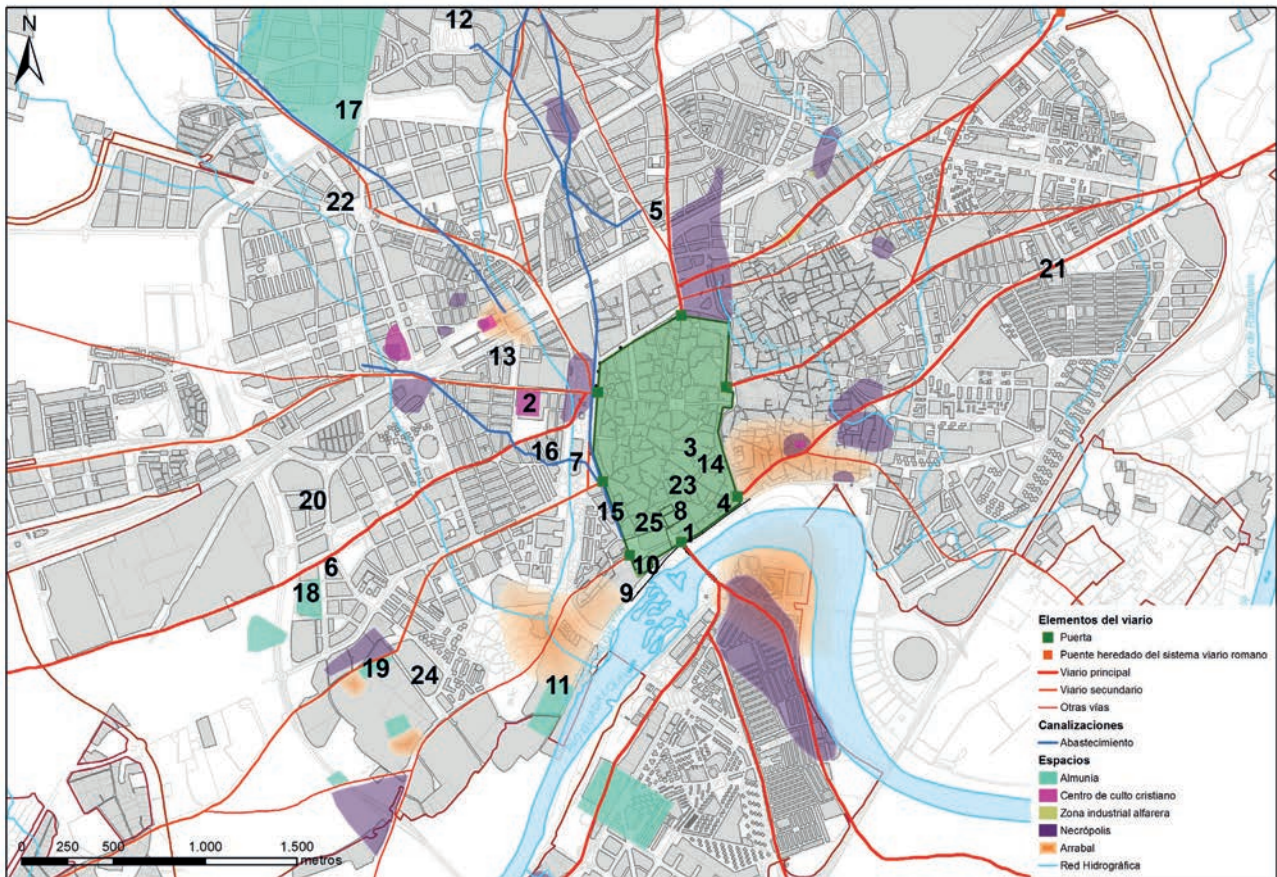 N
12
17
5
22
21
13
2
3
16
7
14
23
20
4
15
8
25
1
6
10
18
9
19
24
11
RÍO GUADALQUIVIR
0 250 500 1.000 1.500
metros
Elementos del viario
Puerta
Puente heredado del sistema viario romano
Viario principal
Viario secundario
Otras vías
Canalizaciones
Abastecimiento
Espacios
Almunia
Centro de culto cristiano
Zona industrial alfarera
Necrópolis
Arrabal
Red Hidrográfica